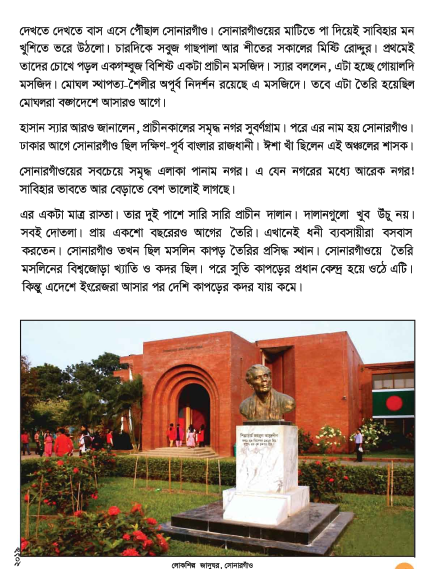 দেখতে দেখতে বাস এসে পৌঁছাল সোনারগাঁও। সোনারগাঁওয়ের মাটিতে পা দিয়েই সাবিহার মন
খুশিতে ভরে উঠলো। চারদিকে সবুজ গাছপালা আর শীতের সকালের মিষ্টি রোদ্দুর। প্রথমেই
তাদের চোখে পড়ল একগম্বুজ বিশিষ্ট একটা প্রাচীন মসজিদ। স্যার বললেন, এটা হচ্ছে গোয়ালদি
মসজিদ। মোঘল স্থাপত্য-শৈলীর অপূর্ব নিদর্শন রয়েছে এ মসজিদে। তবে এটা তৈরি হয়েছিল
মোঘলরা বঙ্গদেশে আসারও আগে।
হাসান স্যার আরও জানালেন, প্রাচীনকালের সমৃদ্ধ নগর সুবর্ণগ্রাম। পরে এর নাম হয় সোনারগাঁও।
ঢাকার আগে সোনারগাঁও ছিল দক্ষিণ-পূর্ব বাংলার রাজধানী। ঈশা খাঁ ছিলেন এই অঞ্চলের শাসক।
সোনারগাঁওয়ের সবচেয়ে সমৃদ্ধ এলাকা পানাম নগর। এ যেন নগরের মধ্যে আরেক নগর!
সাবিহার ভাবতে আর বেড়াতে বেশ ভালোই লাগছে।
এর একটা মাত্র রাস্তা। তার দুই পাশে সারি সারি প্রাচীন দালান। দালানগুলো খুব উঁচু নয়।
সবই দোতলা। প্রায় একশো বছরেরও আগের তৈরি। এখানেই ধনী ব্যবসায়ীরা বসবাস
করতেন। সোনারগাঁও তখন ছিল মসলিন কাপড় তৈরির প্রসিদ্ধ স্থান। সোনারগাঁওয়ে তৈরি
মসলিনের বিশ্বজোড়া খ্যাতি ও কদর ছিল। পরে সুতি কাপড়ের প্রধান কেন্দ্র হয়ে ওঠে এটি।
কিন্তু এদেশে ইংরেজরা আসার পর দেশি কাপড়ের কদর যায় কমে।
শিল্পাচার্য জয়নুল আবেদিন
লোকশিল্প জাদুঘর, সোনারগাঁও
২০১৯